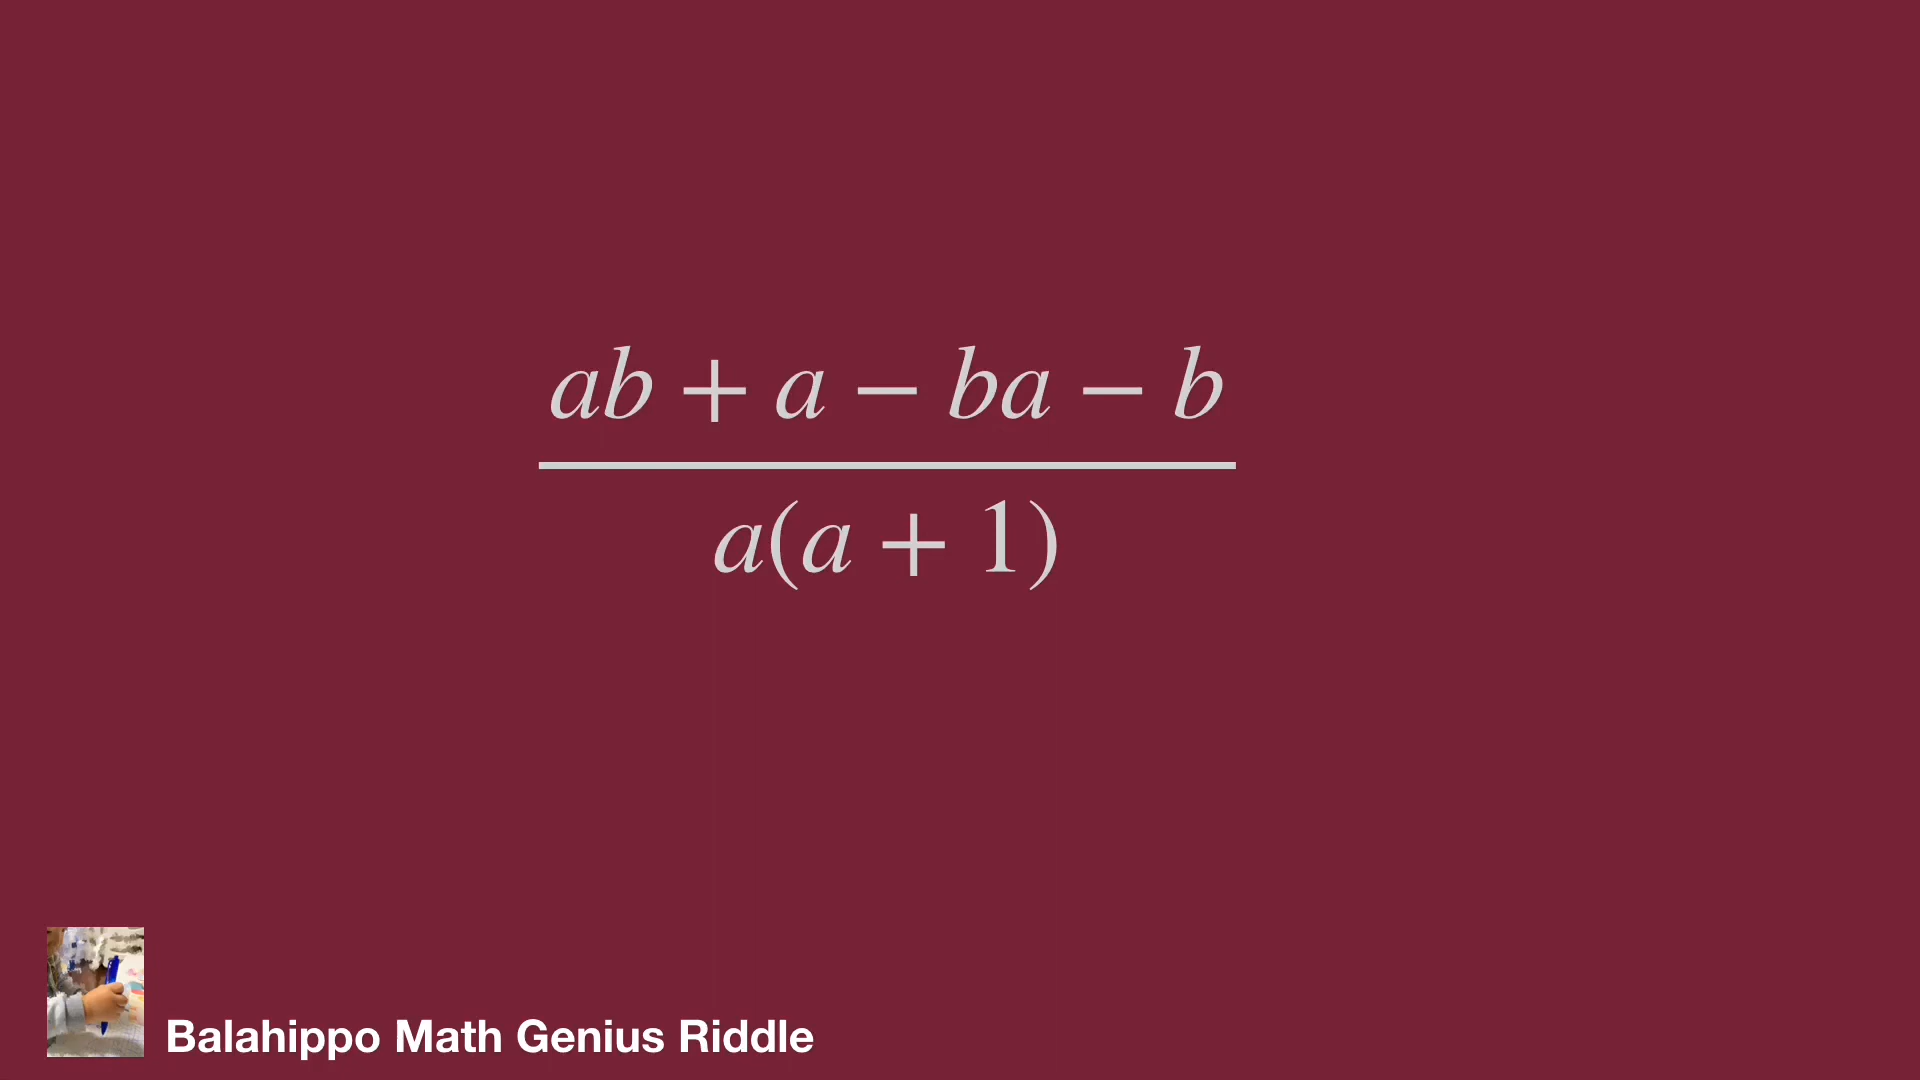 ab + a − ba − b
a(a + 1)
Balahippo Math Genius Riddle